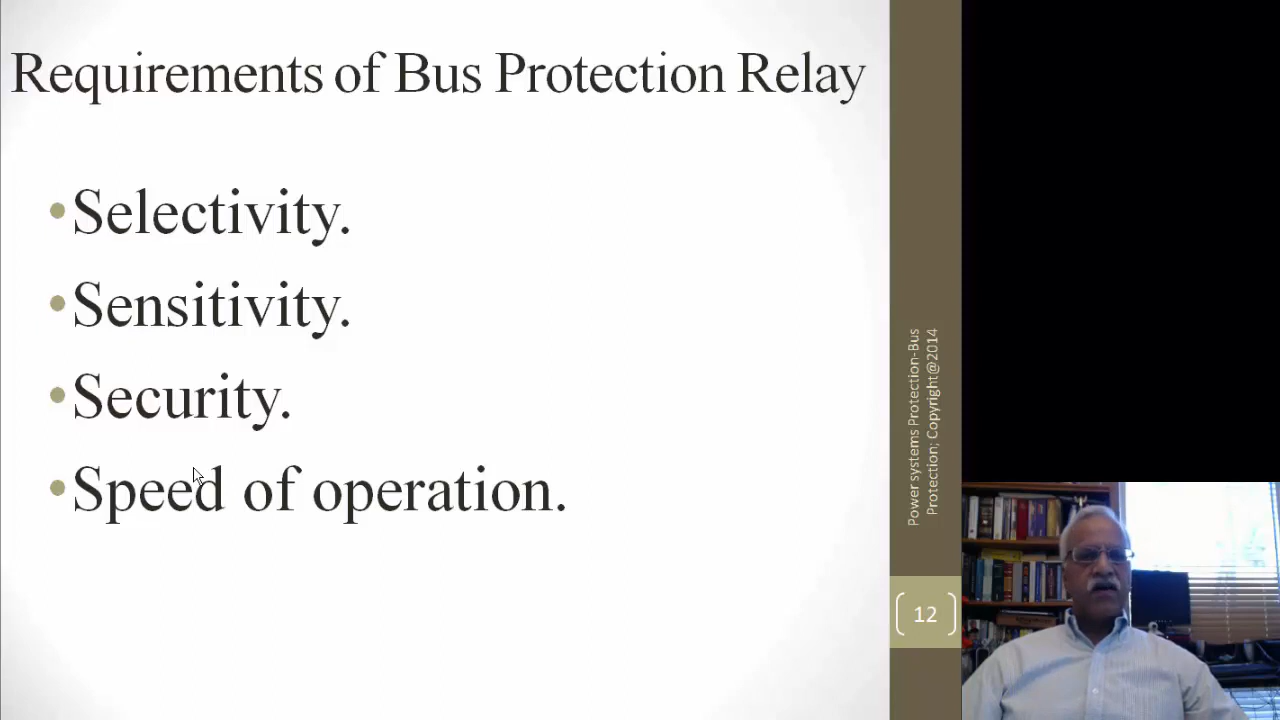 Requirements of Bus Protection Relay
•Selectivity.
•Sensitivity.
•Security.
•Speed of operation.
Power systems Protection-Bus
Protection; Copyright@2014
12